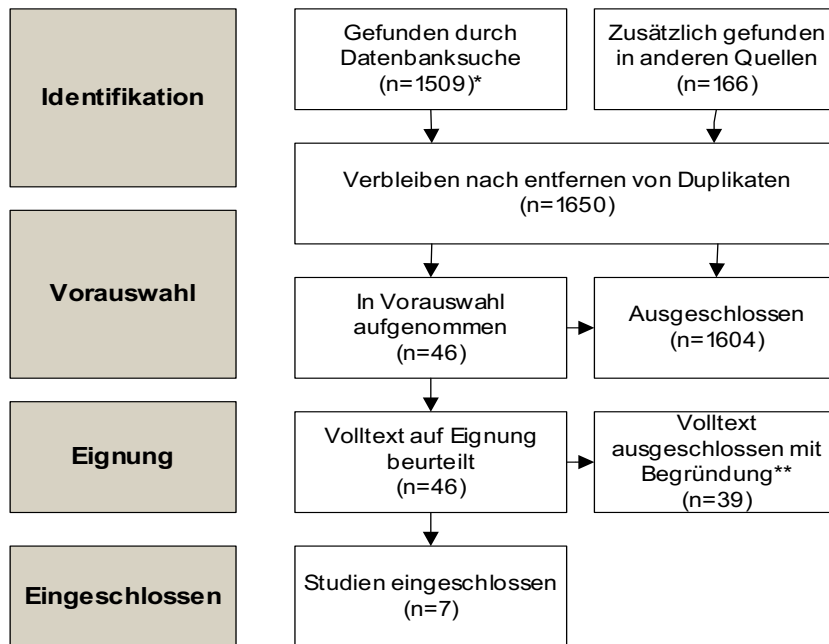 Identifikation
Gefunden durch
Datenbanksuche
(n=1509)*
Zusätzlich gefunden
in anderen Quellen
(n=166)
Verbleiben nach entfernen von Duplikaten
(n=1650)
Vorauswahl
In Vorauswahl
aufgenommen
(n=46)
Ausgeschlossen
(n=1604)
Eignung
Volltext auf Eignung
beurteilt
(n=46)
Volltext
ausgeschlossen mit
Begründung**
(n=39)
Eingeschlossen
Studien eingeschlossen
(n=7)